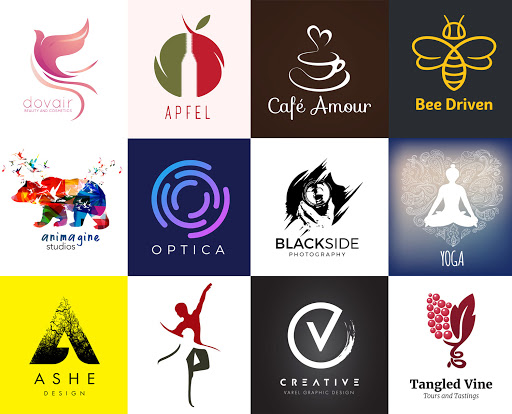 dovair
BEAUTY AND COSMETICS
APFEL
Café Amour
Bee Driven
animagine
studios
OPTICA
BLACKSIDE
PHOTOGRAPHY
YOGA
ASHE
DESIGN
CREATIVE
VAREL GRAPHIC DESIGN
Tangled Vine
Tours and Tastings